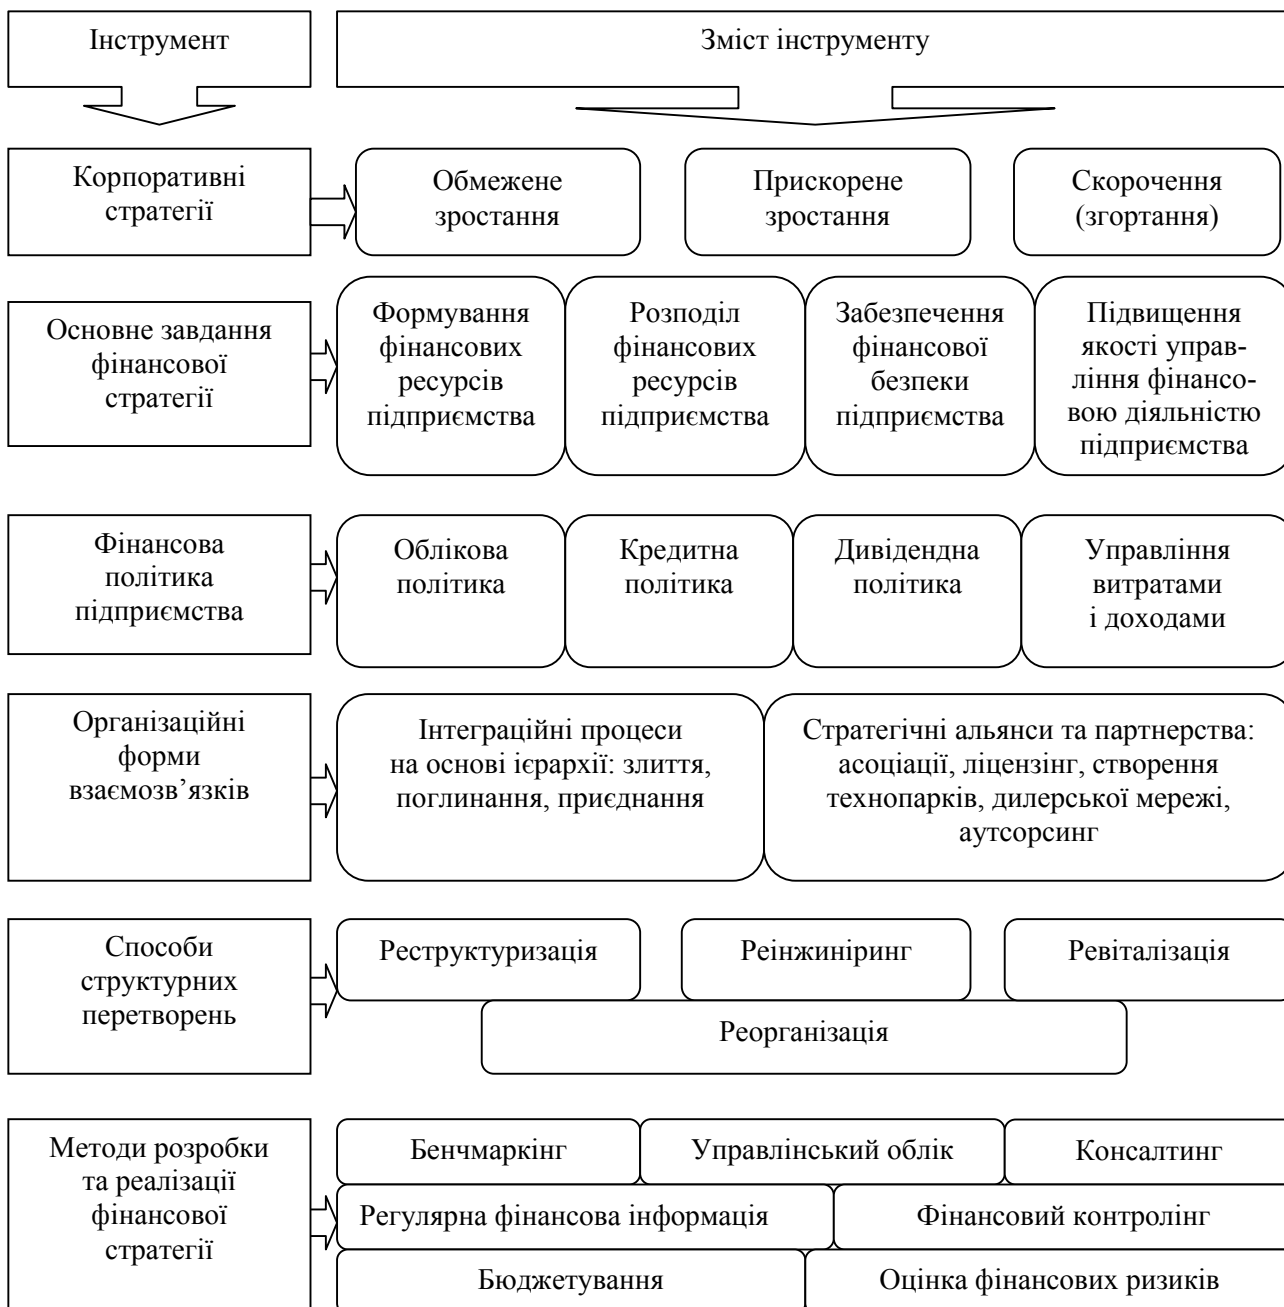 Інструмент
Зміст інструменту
Корпоративні
стратегії
Обмежене
зростання
Прискорене
зростання
Скорочення
(згортання)
Основне завдання
фінансової
стратегії
Формування
фінансових
ресурсів
підприємства
Розподіл
фінансових
ресурсів
підприємства
Забезпечення
фінансової
безпеки
підприємства
Підвищення
якості управ-
ління фінансо-
вою діяльністю
підприємства
Фінансова
політика
підприємства
Облікова
політика
Кредитна
політика
Дивідендна
політика
Управління
витратами
і доходами
Організаційні
форми
взаємозв’язків
Інтеграційні процеси
на основі ієрархії: злиття,
поглинання, приєднання
Стратегічні альянси та партнерства:
асоціації, ліцензінг, створення
технопарків, дилерської мережі,
аутсорсинг
Способи
структурних
перетворень
Реструктуризація
Реінжиніринг
Ревіталізація
Реорганізація
Методи розробки
та реалізації
фінансової
стратегії
Бенчмаркінг
Управлінський облік
Консалтинг
Регулярна фінансова інформація
Фінансовий контролінг
Бюджетування
Оцінка фінансових ризиків